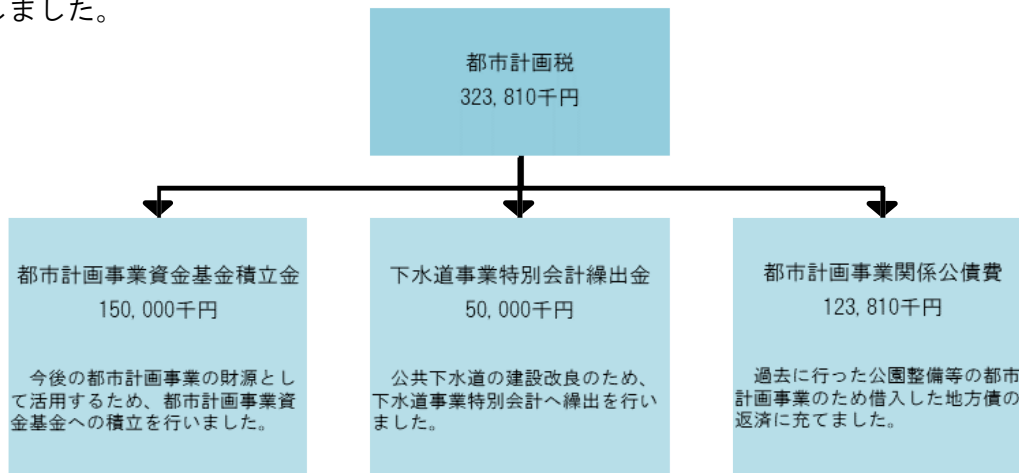 しました。
都市計画税
323,810千円
都市計画事業資金基金積立金
150,000千円
今後の都市計画事業の財源とし
て活用するため、都市計画事業資
金基金への積立を行いました。
下水道事業特別会計繰出金
50,000千円
公共下水道の建設改良のため、
下水道事業特別会計へ繰出を行い
ました。
都市計画事業関係公債費
123,810千円
過去に行った公園整備等の都市
計画事業のため借入した地方債の
返済に充てました。